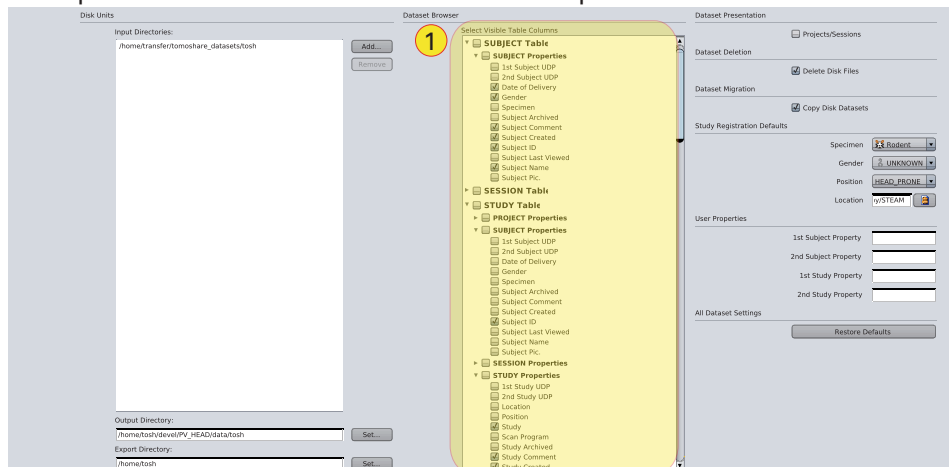 Disk Units
Input Directories:
/home/transfer/tomoshare_datasets/tosh
Add...
Remove
Output Directory:
/home/tosh/devel/PV_HEAD/data/tosh
Set...
Export Directory:
/home/tosh
Set...
Dataset Browser
1
Select Visible Table Columns
SUBJECT Table
SUBJECT Properties
1st Subject UDP
2nd Subject UDP
Date of Delivery
Gender
Specimen
Subject Archived
Subject Comment
Subject Created
Subject ID
Subject Last Viewed
Subject Name
Subject Pic.
SESSION Table
STUDY Table
PROJECT Properties
SUBJECT Properties
1st Subject UDP
2nd Subject UDP
Date of Delivery
Gender
Specimen
Subject Archived
Subject Comment
Subject Created
Subject ID
Subject Last Viewed
Subject Name
Subject Pic.
SESSION Properties
STUDY Properties
1st Study UDP
2nd Study UDP
Location
Position
Study
Scan Program
Study Archived
Study Comment
Study Created
Dataset Presentation
Projects/Sessions
Dataset Deletion
Delete Disk Files
Dataset Migration
Copy Disk Datasets
Study Registration Defaults
Specimen Rodent
Gender UNKNOWN
Position HEAD_PRONE
Location ry/STEAM
User Properties
1st Subject Property
2nd Subject Property
1st Study Property
2nd Study Property
All Dataset Settings
Restore Defaults